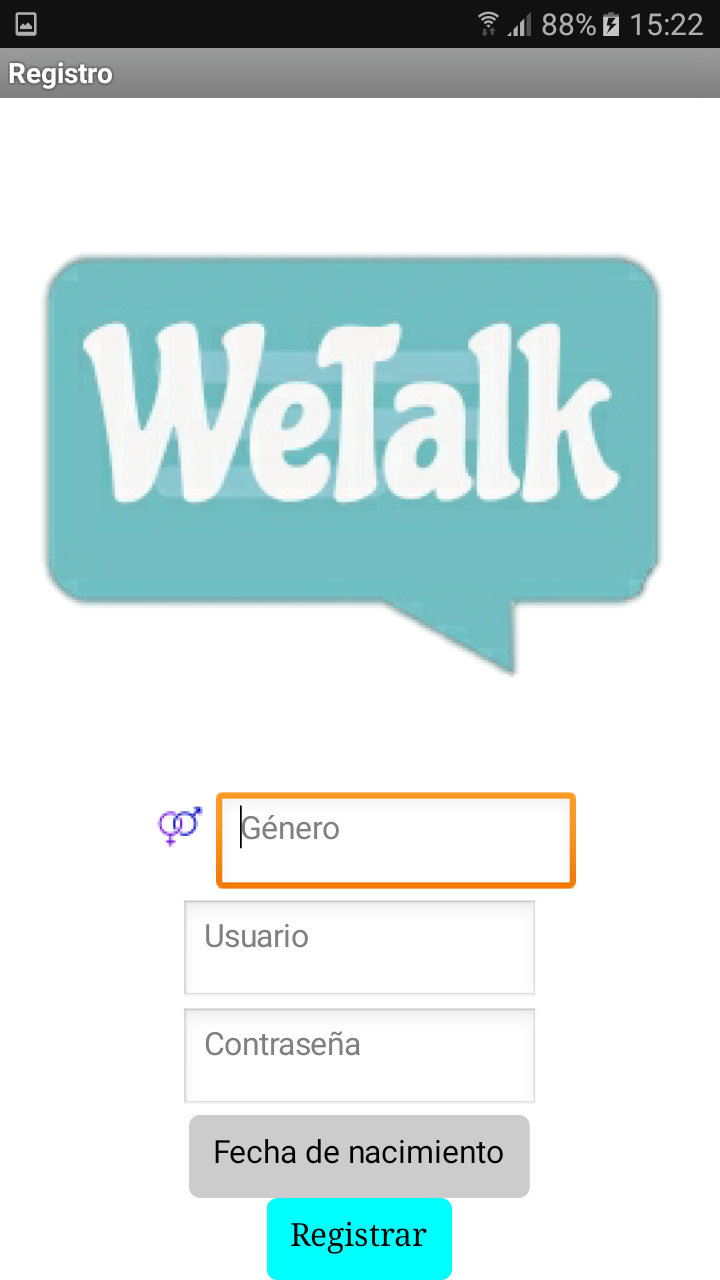 88% 15:22
Registro
WeTalk
Género
Usuario
Contraseña
Fecha de nacimiento
Registrar